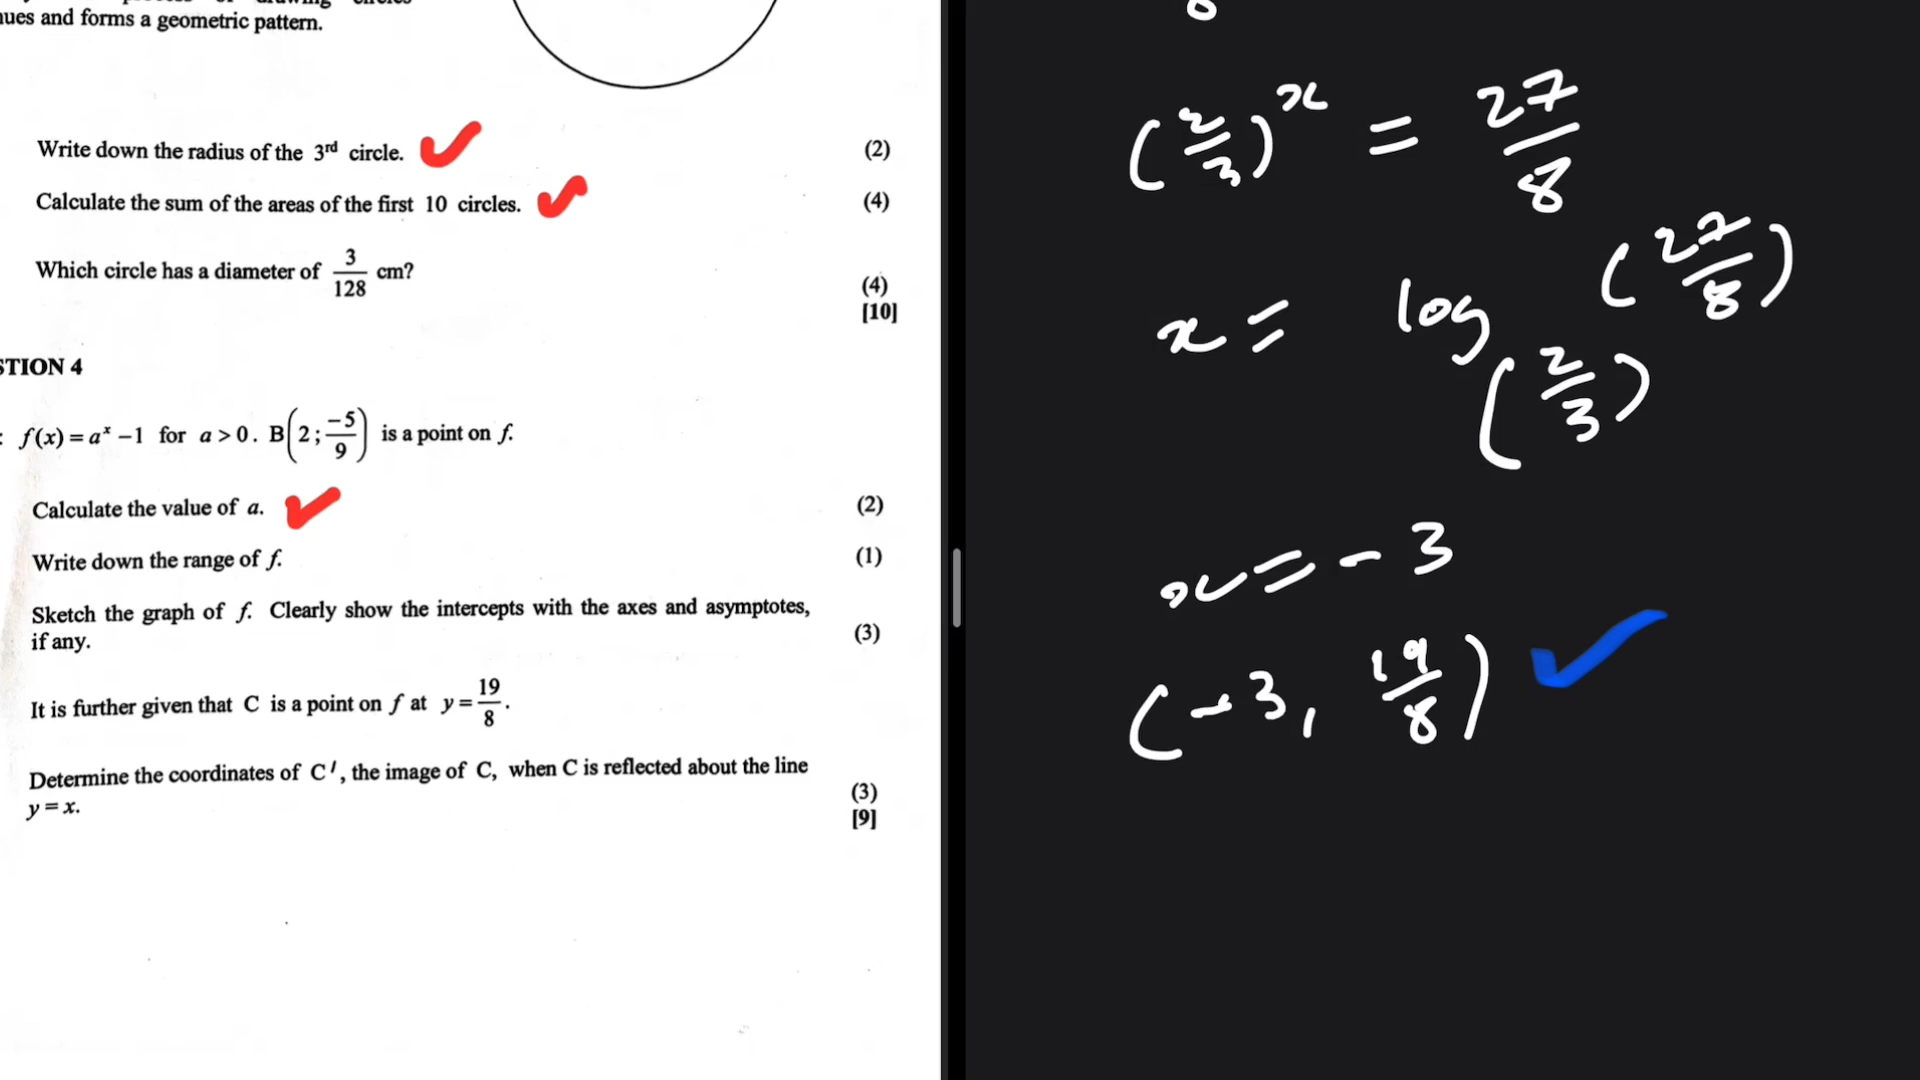 nues and forms a geometric pattern.
Write down the radius of the 3rd circle. (2)
Calculate the sum of the areas of the first 10 circles. (4)
Which circle has a diameter of 3/128 cm? (4)
[10]
STION 4
: f(x) = a^x − 1 for a > 0. B(2 ; −5/9) is a point on f.
Calculate the value of a. (2)
Write down the range of f. (1)
Sketch the graph of f. Clearly show the intercepts with the axes and asymptotes,
if any. (3)
It is further given that C is a point on f at y = 19/8.
Determine the coordinates of C′, the image of C, when C is reflected about the line
y = x. (3)
[9]
8
(2/3)^x = 27/8
x = log (2/3) (27/8)
x = - 3
(-3, 19/8)